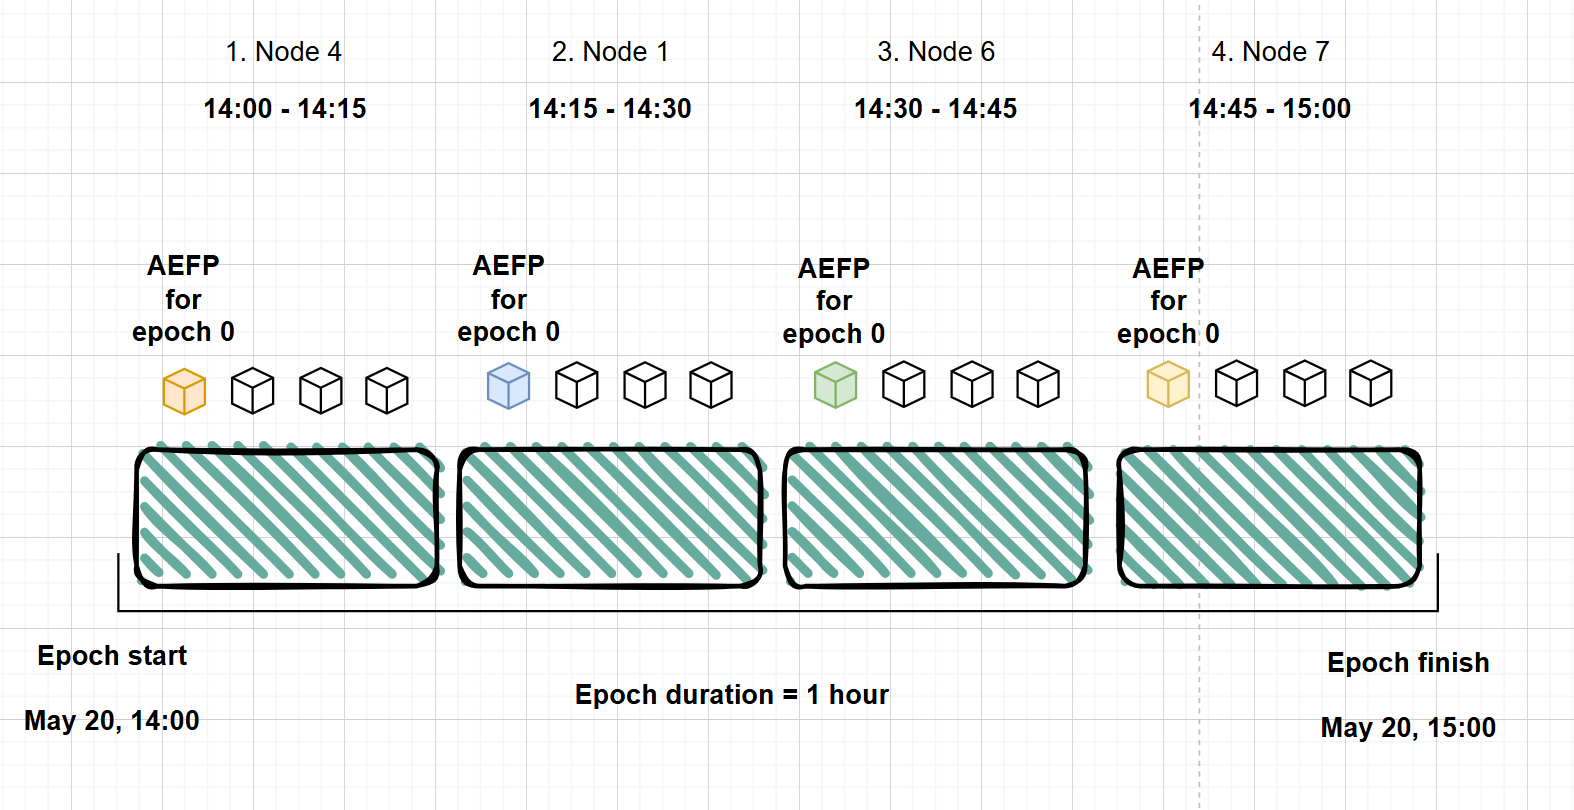 1. Node 4
2. Node 1
3. Node 6
4. Node 7
14:00 - 14:15
14:15 - 14:30
14:30 - 14:45
14:45 - 15:00
AEFP
for
epoch 0
AEFP
for
epoch 0
AEFP
for
epoch 0
AEFP
for
epoch 0
Epoch start
May 20, 14:00
Epoch duration = 1 hour
Epoch finish
May 20, 15:00